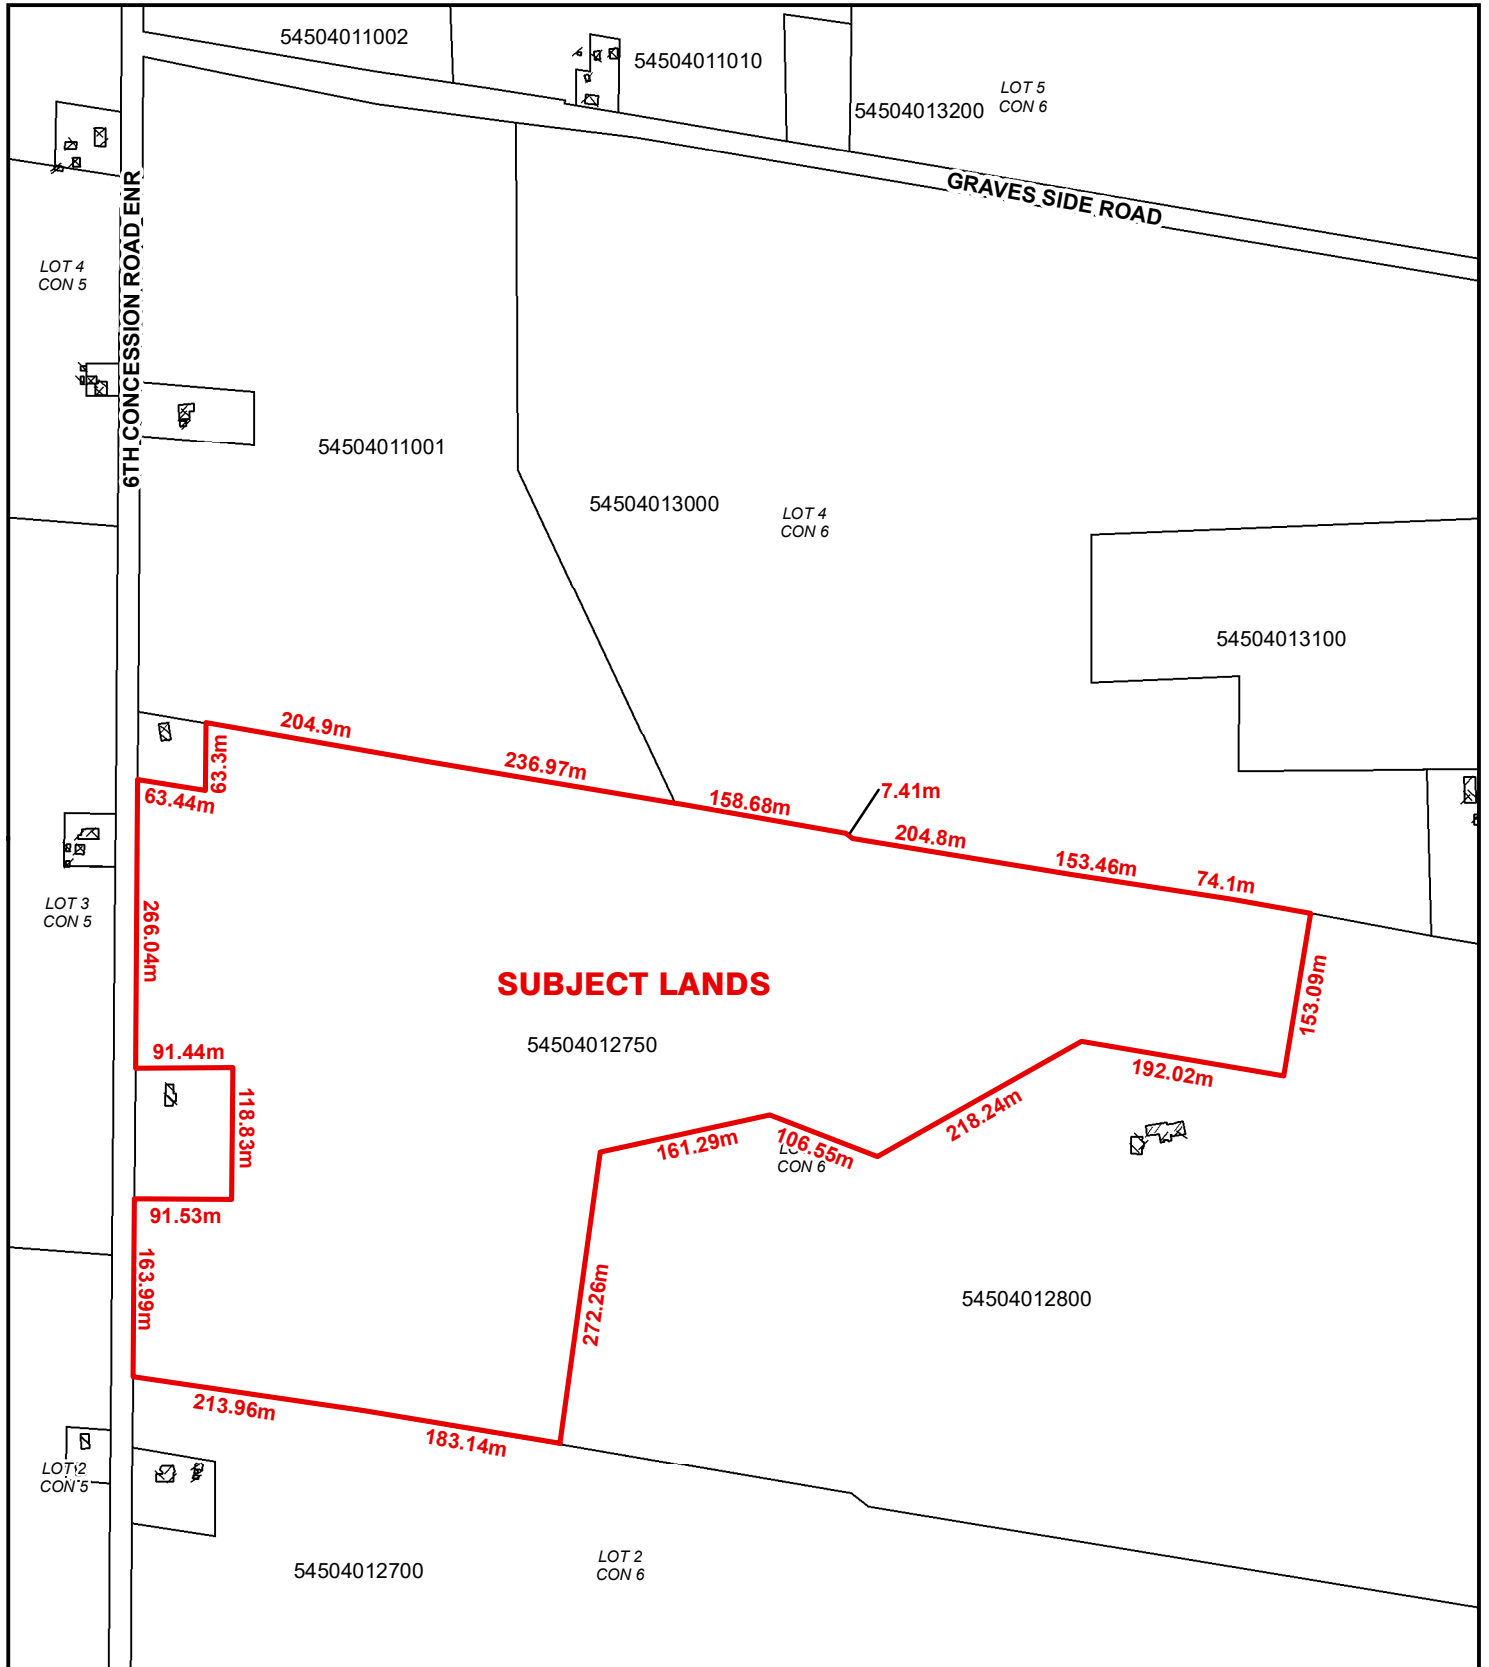 54504011002
54504011010
LOT 5
CON 6
54504013200
GRAVES SIDE ROAD
6TH CONCESSION ROAD ENR
LOT 4
CON 5
54504011001
54504013000
LOT 4
CON 6
54504013100
204.9m
63.3m
63.44m
236.97m
158.68m
7.41m
204.8m
153.46m
74.1m
LOT 3
CON 5
266.04m
SUBJECT LANDS
54504012750
153.09m
91.44m
118.83m
192.02m
218.24m
161.29m
106.55m
CON 6
91.53m
163.99m
272.26m
54504012800
213.96m
183.14m
LOT 2
CON 5
54504012700
LOT 2
CON 6